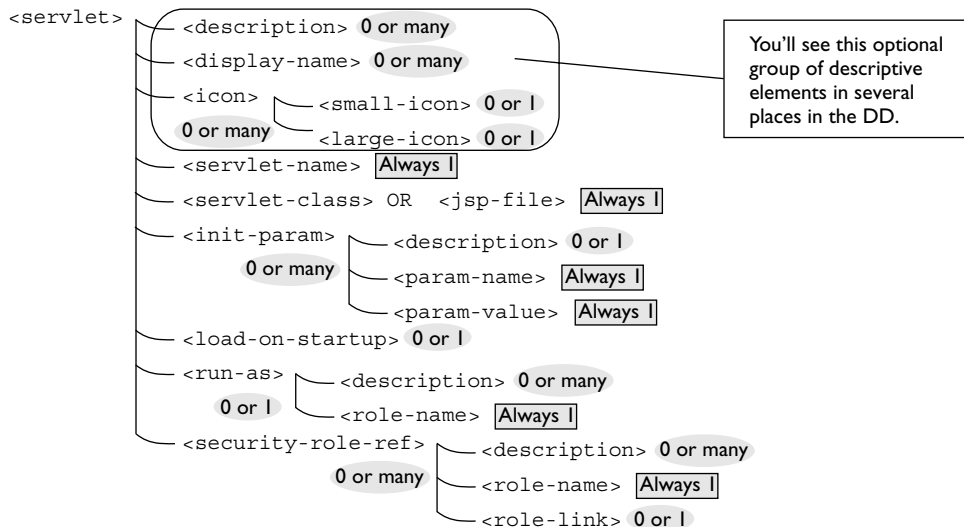 <servlet>
<description> 0 or many
<display-name> 0 or many
<icon>
0 or many
<small-icon> 0 or 1
<large-icon> 0 or 1
You'll see this optional
group of descriptive
elements in several
places in the DD.
<servlet-name> Always 1
<servlet-class> OR <jsp-file> Always 1
<init-param>
0 or many
<description> 0 or 1
<param-name> Always 1
<param-value> Always 1
<load-on-startup> 0 or 1
<run-as>
0 or 1
<description> 0 or many
<role-name> Always 1
<security-role-ref>
0 or many
<description> 0 or many
<role-name> Always 1
<role-link> 0 or 1